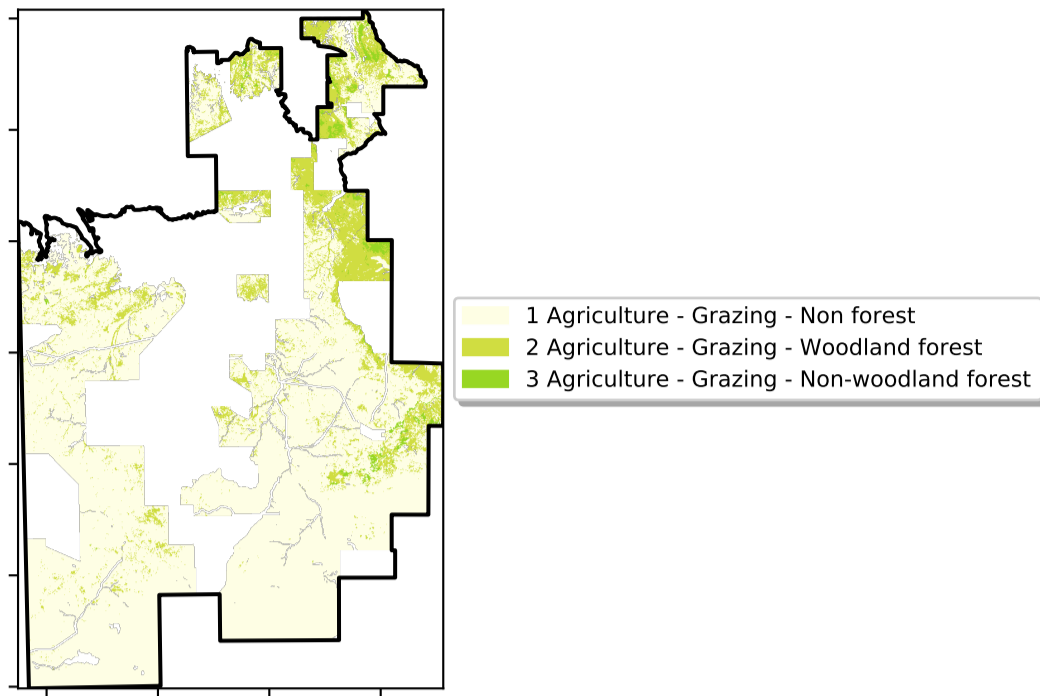 1 Agriculture - Grazing - Non forest
2 Agriculture - Grazing - Woodland forest
3 Agriculture - Grazing - Non-woodland forest